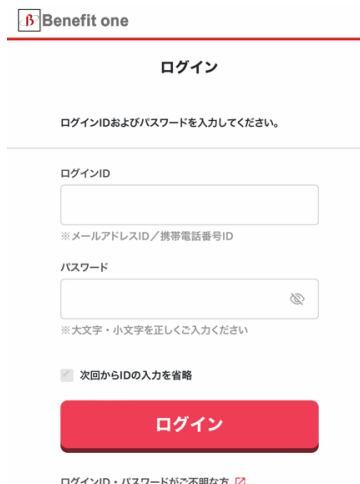 β Benefit one
ログイン
ログインIDおよびパスワードを入力してください。
ログインID
※メールアドレスID／携帯電話番号ID
パスワード
※大文字・小文字を正しくご入力ください
次回からIDの入力を省略
ログイン
ログインID・パスワードがご不明な方